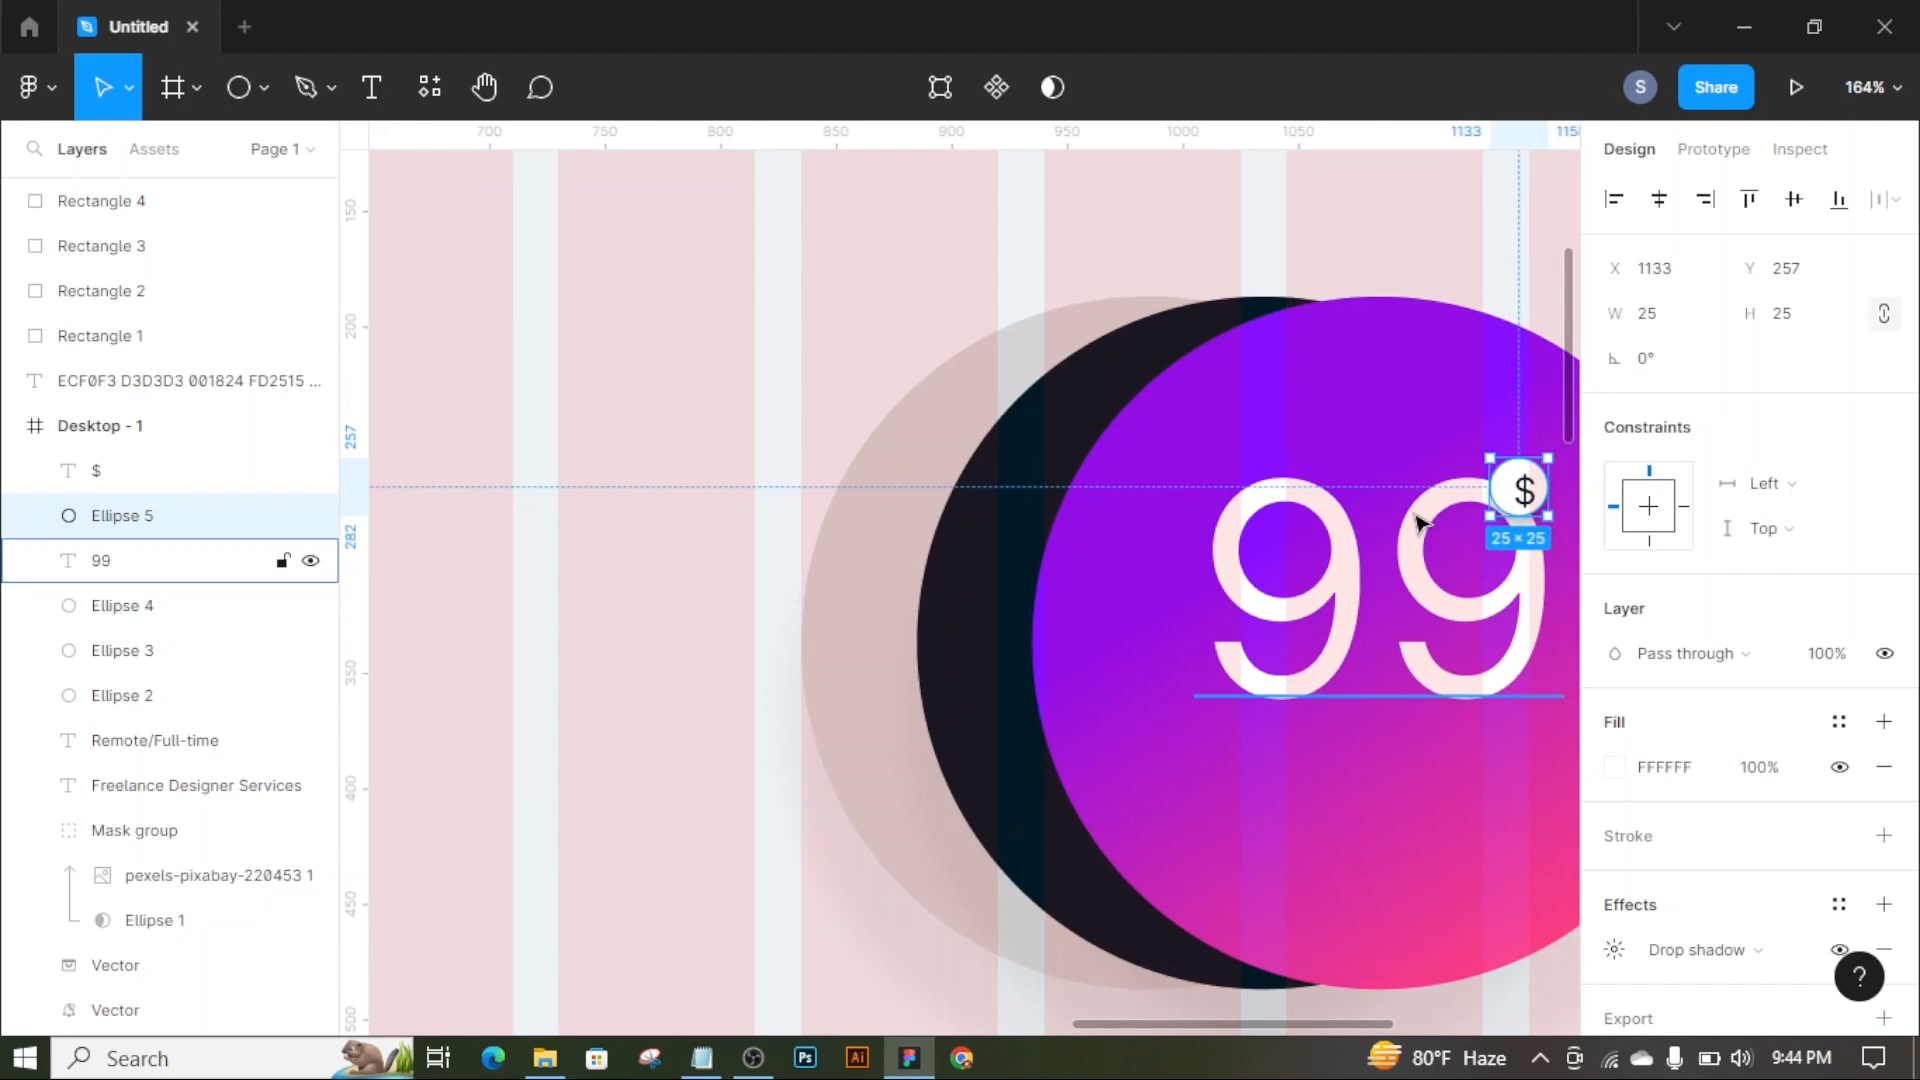 Untitled
S
Share
164%
Layers
Assets
Page 1
700
750
800
850
900
950
1000
1050
1133
115
Design
Prototype
Inspect
Rectangle 4
Rectangle 3
Rectangle 2
Rectangle 1
ECF0F3 D3D3D3 001824 FD2515 ...
Desktop - 1
$
Ellipse 5
99
Ellipse 4
Ellipse 3
Ellipse 2
Remote/Full-time
Freelance Designer Services
Mask group
pexels-pixabay-220453 1
Ellipse 1
Vector
Vector
150
200
257
282
350
400
450
500
99
$
25 × 25
X 1133
Y 257
W 25
H 25
0°
Constraints
Left
Top
Layer
Pass through
100%
Fill
FFFFFF
100%
Stroke
Effects
Drop shadow
?
Export
Search
Ps
Ai
80°F Haze
9:44 PM